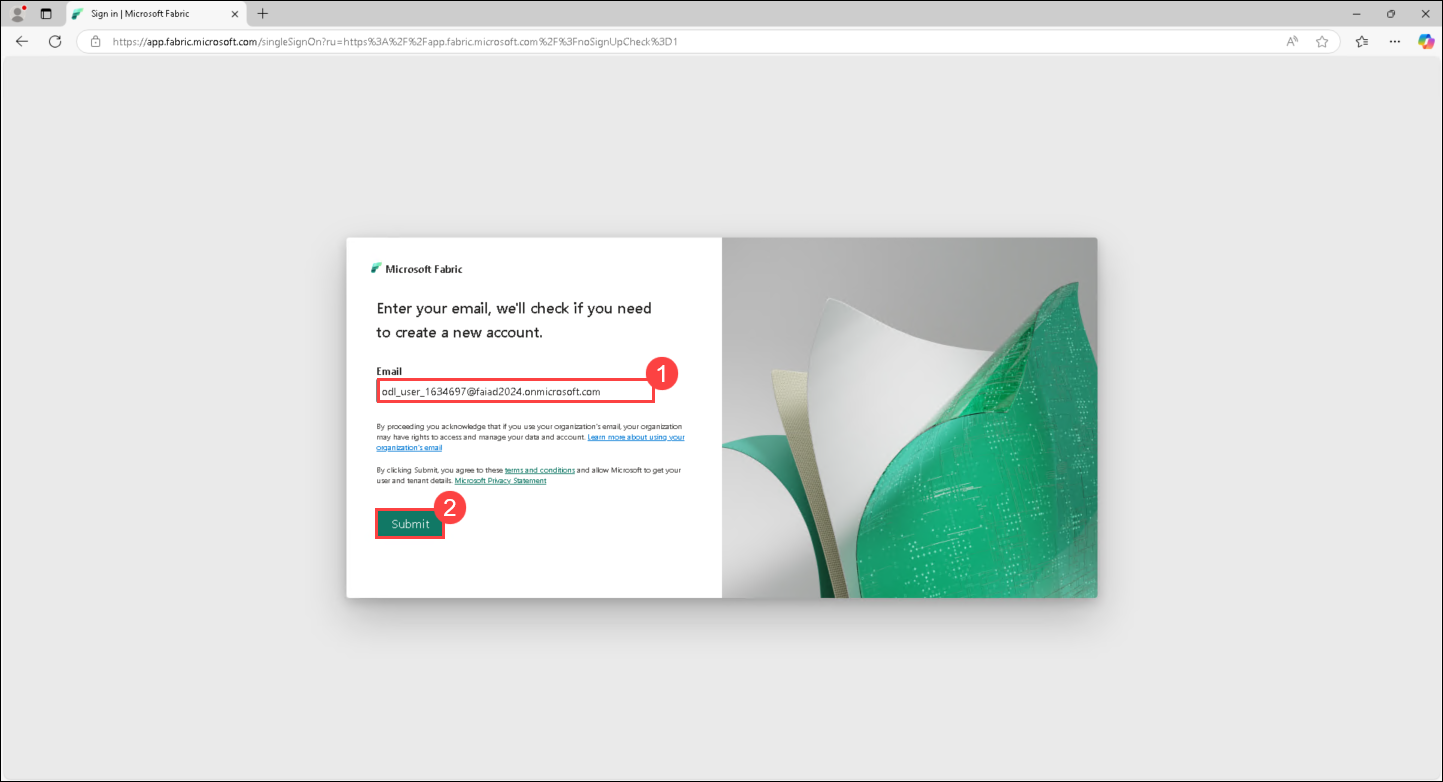 Sign in | Microsoft Fabric
https://app.fabric.microsoft.com/singleSignOn?ru=https%3A%2F%2Fapp.fabric.microsoft.com%2F%3FnoSignUpCheck%3D1
Microsoft Fabric
Enter your email, we'll check if you need
to create a new account.
Email
1
odl_user_1634697@faiad2024.onmicrosoft.com
By proceeding you acknowledge that if you use your organization's email, your organization
may have rights to access and manage your data and account. Learn more about using your
organization's email
By clicking Submit, you agree to these terms and conditions and allow Microsoft to get your
user and tenant details. Microsoft Privacy Statement
2
Submit